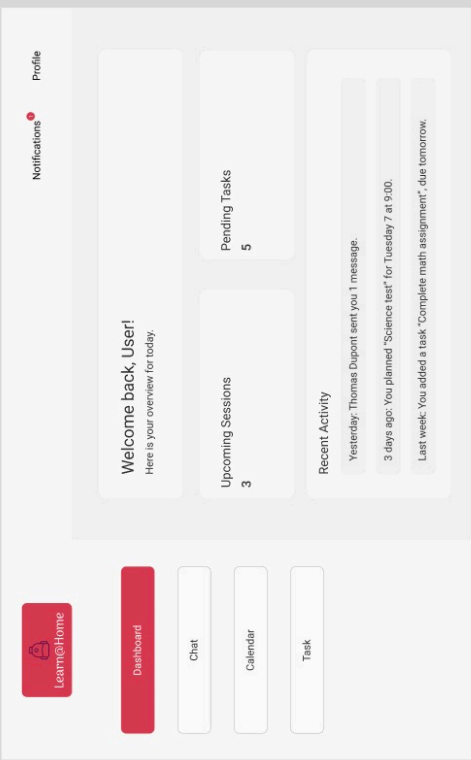 Learn@Home
Notifications
Profile
Dashboard
Chat
Calendar
Task
Welcome back, User!
Here is your overview for today.
Upcoming Sessions
3
Pending Tasks
5
Recent Activity
Yesterday: Thomas Dupont sent you 1 message.
3 days ago: You planned "Science test" for Tuesday 7 at 9:00.
Last week: You added a task "Complete math assignment", due tomorrow.